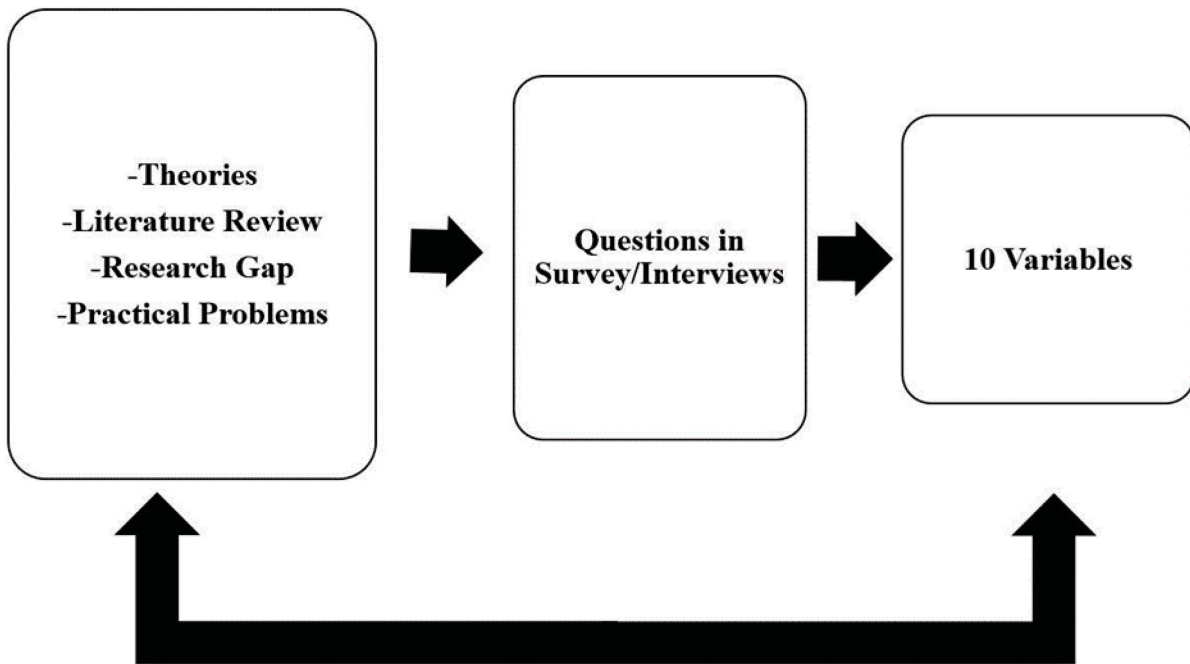 -Theories
-Literature Review
-Research Gap
-Practical Problems
Questions in
Survey/Interviews
10 Variables